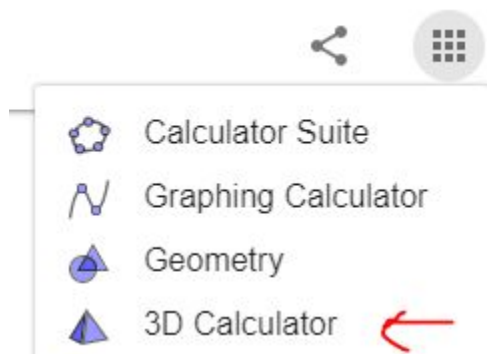 Calculator Suite
Graphing Calculator
Geometry
3D Calculator